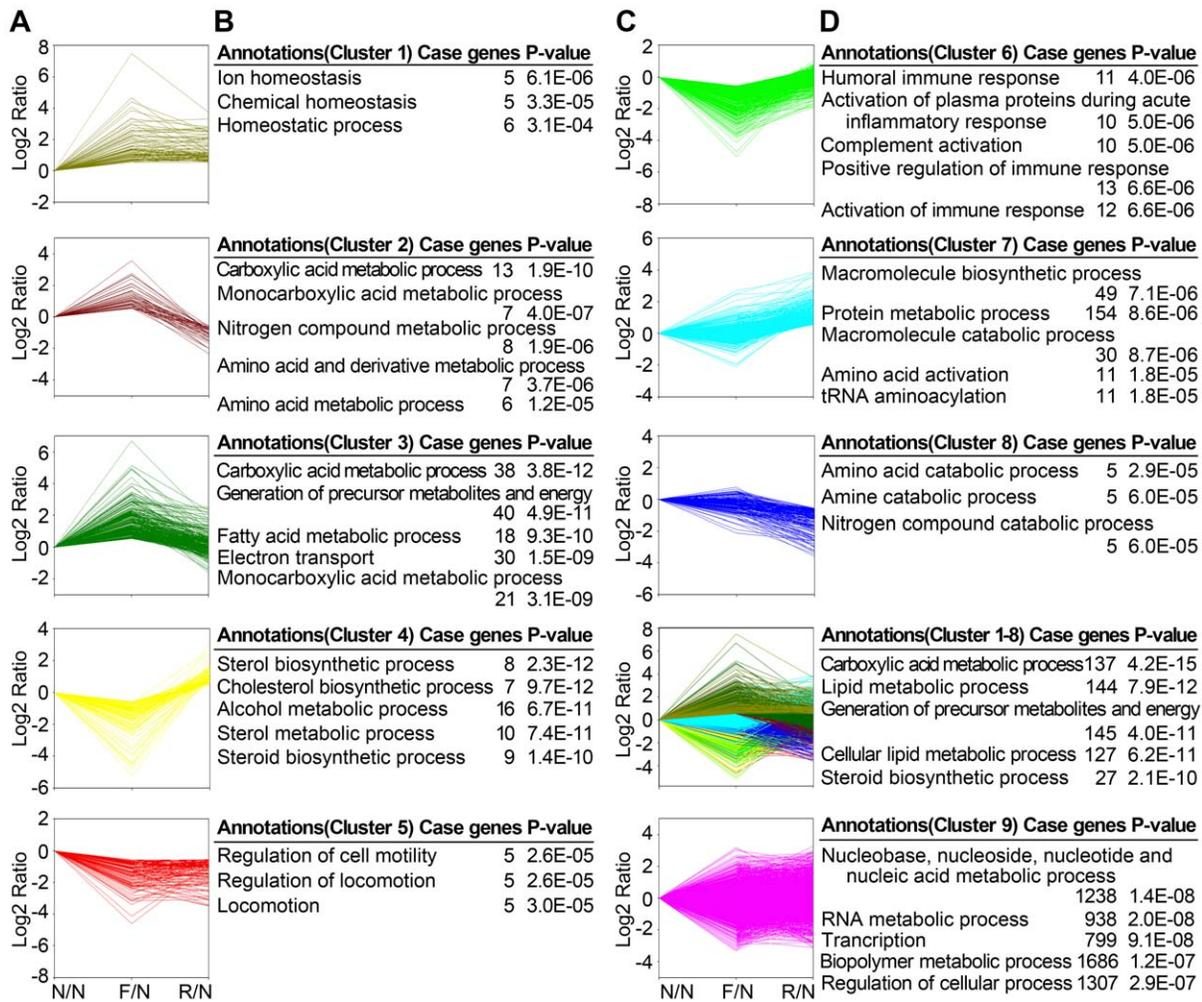 A
B
C
D
Log2 Ratio
8
6
4
2
0
-2
Annotations(Cluster 1) Case genes P-value
Ion homeostasis 5 6.1E-06
Chemical homeostasis 5 3.3E-05
Homeostatic process 6 3.1E-04
Log2 Ratio
4
2
0
-2
-4
Annotations(Cluster 2) Case genes P-value
Carboxylic acid metabolic process 13 1.9E-10
Monocarboxylic acid metabolic process
7 4.0E-07
Nitrogen compound metabolic process
8 1.9E-06
Amino acid and derivative metabolic process
7 3.7E-06
Amino acid metabolic process 6 1.2E-05
Log2 Ratio
6
4
2
0
-2
Annotations(Cluster 3) Case genes P-value
Carboxylic acid metabolic process 38 3.8E-12
Generation of precursor metabolites and energy
40 4.9E-11
Fatty acid metabolic process 18 9.3E-10
Electron transport 30 1.5E-09
Monocarboxylic acid metabolic process
21 3.1E-09
Log2 Ratio
4
2
0
-2
-4
-6
Annotations(Cluster 4) Case genes P-value
Sterol biosynthetic process 8 2.3E-12
Cholesterol biosynthetic process 7 9.7E-12
Alcohol metabolic process 16 6.7E-11
Sterol metabolic process 10 7.4E-11
Steroid biosynthetic process 9 1.4E-10
Log2 Ratio
2
0
-2
-4
-6
-8
N/N F/N R/N
Annotations(Cluster 5) Case genes P-value
Regulation of cell motility 5 2.6E-05
Regulation of locomotion 5 2.6E-05
Locomotion 5 3.0E-05
Log2 Ratio
2
0
-2
-4
-6
-8
Annotations(Cluster 6) Case genes P-value
Humoral immune response 11 4.0E-06
Activation of plasma proteins during acute
inflammatory response 10 5.0E-06
Complement activation 10 5.0E-06
Positive regulation of immune response
13 6.6E-06
Activation of immune response 12 6.6E-06
Log2 Ratio
6
4
2
0
-2
-4
Annotations(Cluster 7) Case genes P-value
Macromolecule biosynthetic process
49 7.1E-06
Protein metabolic process 154 8.6E-06
Macromolecule catabolic process
30 8.7E-06
Amino acid activation 11 1.8E-05
tRNA aminoacylation 11 1.8E-05
Log2 Ratio
4
2
0
-2
-4
-6
Annotations(Cluster 8) Case genes P-value
Amino acid catabolic process 5 2.9E-05
Amine catabolic process 5 6.0E-05
Nitrogen compound catabolic process
5 6.0E-05
Log2 Ratio
8
6
4
2
0
-2
-4
Annotations(Cluster 1-8) Case genes P-value
Carboxylic acid metabolic process 137 4.2E-15
Lipid metabolic process 144 7.9E-12
Generation of precursor metabolites and energy
145 4.0E-11
Cellular lipid metabolic process 127 6.2E-11
Steroid biosynthetic process 27 2.1E-10
Log2 Ratio
4
2
0
-2
-4
N/N F/N R/N
Annotations(Cluster 9) Case genes P-value
Nucleobase, nucleoside, nucleotide and
nucleic acid metabolic process
1238 1.4E-08
RNA metabolic process 938 2.0E-08
Trancription 799 9.1E-08
Biopolymer metabolic process 1686 1.2E-07
Regulation of cellular process 1307 2.9E-07